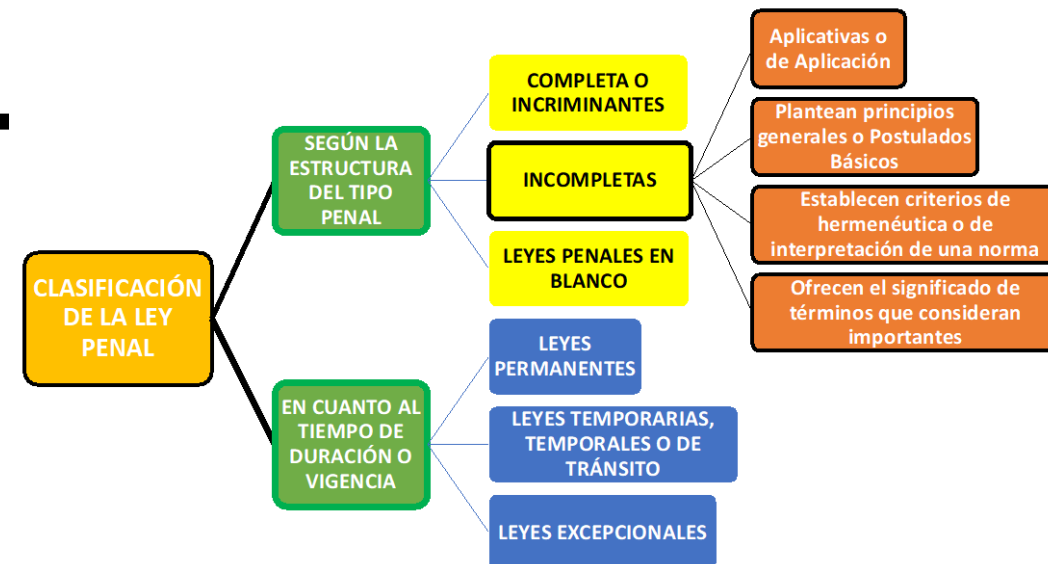 CLASIFICACIÓN
DE LA LEY
PENAL
SEGÚN LA
ESTRUCTURA
DEL TIPO
PENAL
COMPLETA O
INCRIMINANTES
INCOMPLETAS
Aplicativas o
de Aplicación
Plantean principios
generales o Postulados
Básicos
Establecen criterios de
hermenéutica o de
interpretación de una norma
Ofrecen el significado de
términos que consideran
importantes
LEYES PENALES EN
BLANCO
EN CUANTO AL
TIEMPO DE
DURACIÓN O
VIGENCIA
LEYES
PERMANENTES
LEYES TEMPORARIAS,
TEMPORALES O DE
TRÁNSITO
LEYES EXCEPCIONALES